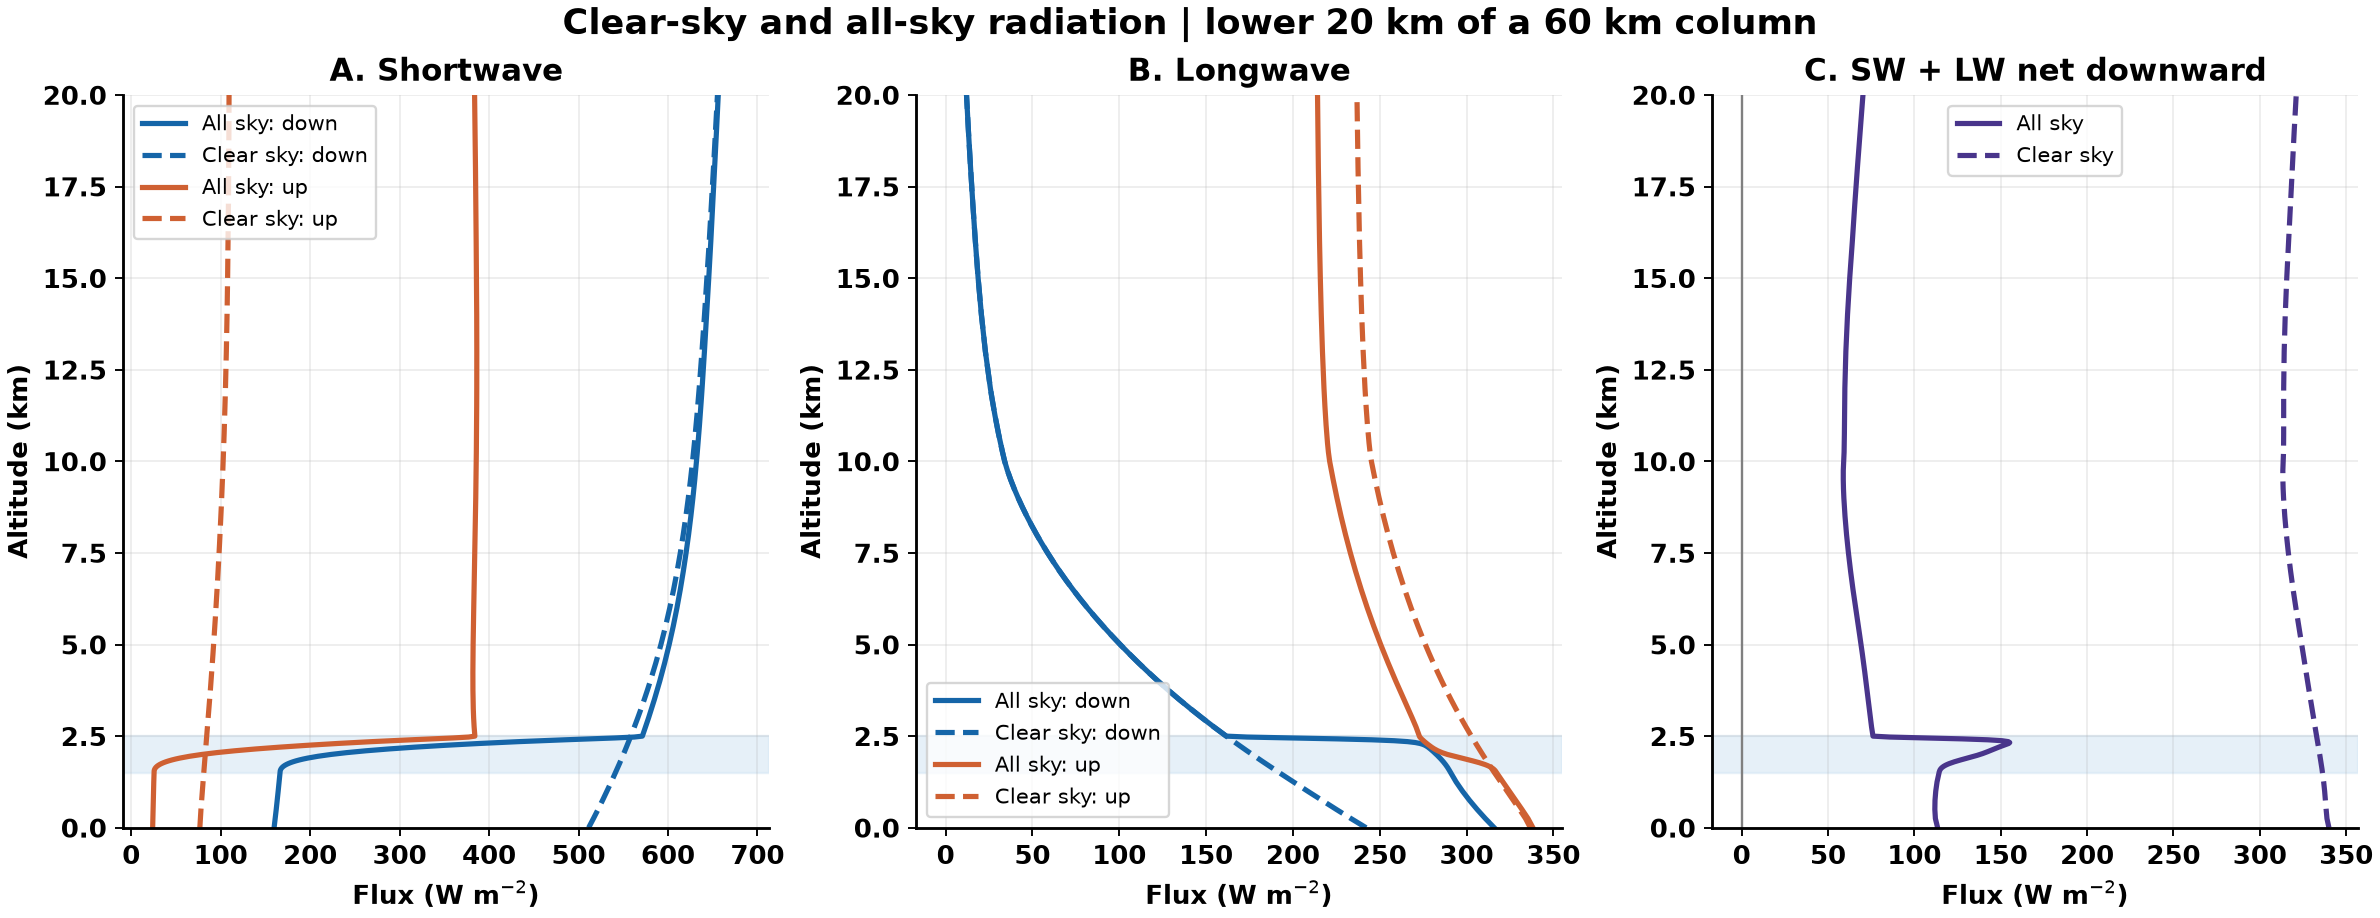 Clear-sky and all-sky radiation | lower 20 km of a 60 km column
A. Shortwave
20.0
17.5
15.0
12.5
10.0
7.5
5.0
2.5
0.0
Altitude (km)
All sky: down
Clear sky: down
All sky: up
Clear sky: up
0 100 200 300 400 500 600 700
Flux (W m⁻²)
B. Longwave
20.0
17.5
15.0
12.5
10.0
7.5
5.0
2.5
0.0
Altitude (km)
All sky: down
Clear sky: down
All sky: up
Clear sky: up
0 50 100 150 200 250 300 350
Flux (W m⁻²)
C. SW + LW net downward
20.0
17.5
15.0
12.5
10.0
7.5
5.0
2.5
0.0
Altitude (km)
All sky
Clear sky
0 50 100 150 200 250 300 350
Flux (W m⁻²)